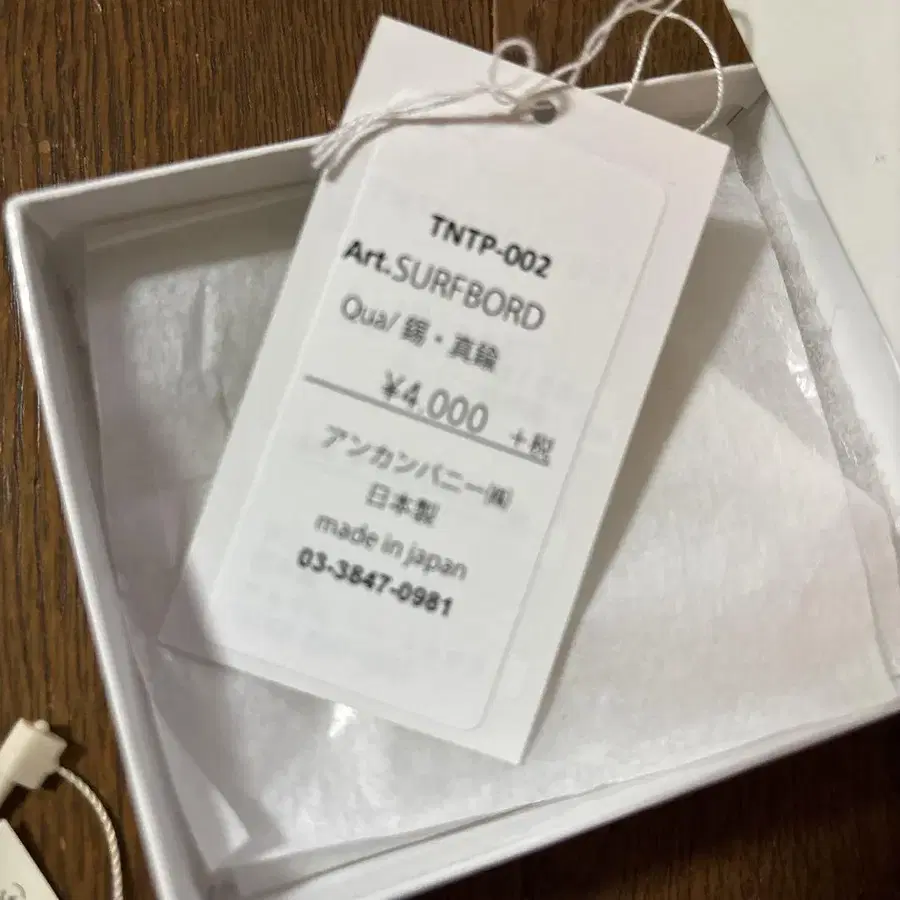 TNTP-002
Art.SURFBORD
Qua/ 錫・真鍮
¥4,000 +税
アンカンパニー㈱
日本製
made in japan
03-3847-0981